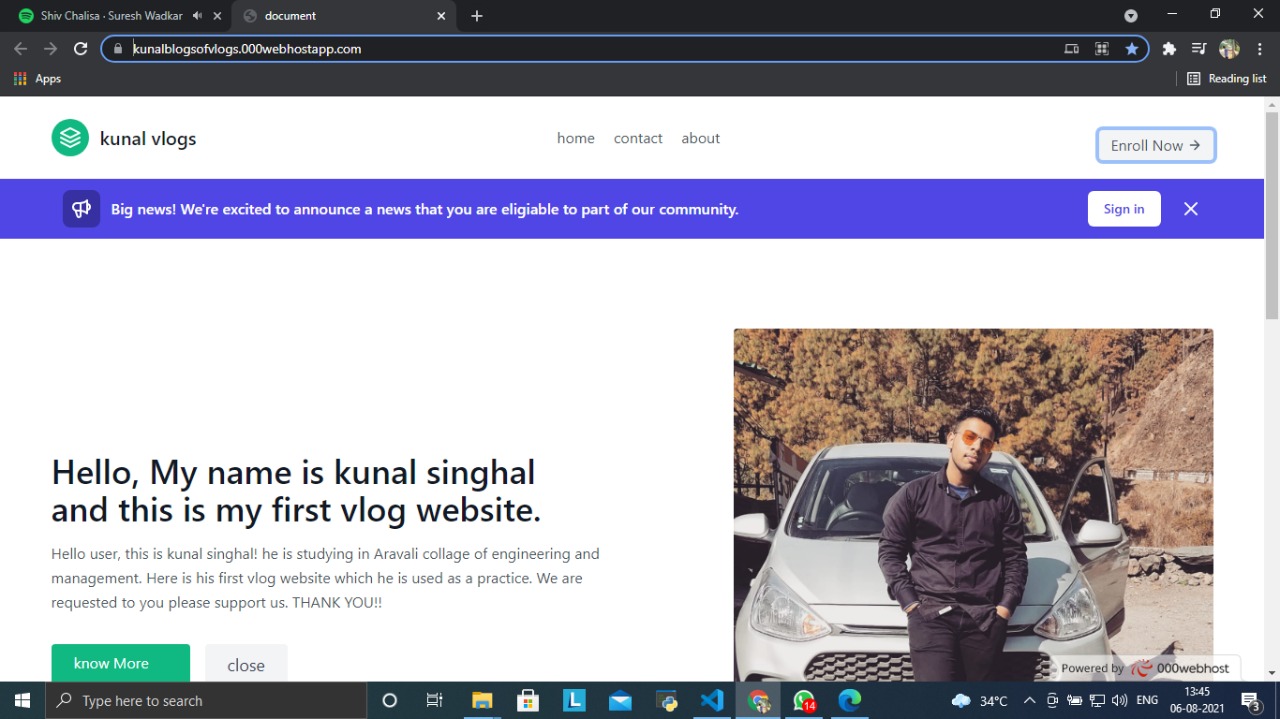 Shiv Chalisa · Suresh Wadkar
document
kunalblogsofvlogs.000webhostapp.com
Apps
Reading list
kunal vlogs
home
contact
about
Enroll Now →
Big news! We're excited to announce a news that you are eligiable to part of our community.
Sign in
Hello, My name is kunal singhal
and this is my first vlog website.
Hello user, this is kunal singhal! he is studying in Aravali collage of engineering and
management. Here is his first vlog website which he is used as a practice. We are
requested to you please support us. THANK YOU!!
know More
close
Powered by 000webhost
Type here to search
L
14
34°C
ENG
13:45
06-08-2021
3